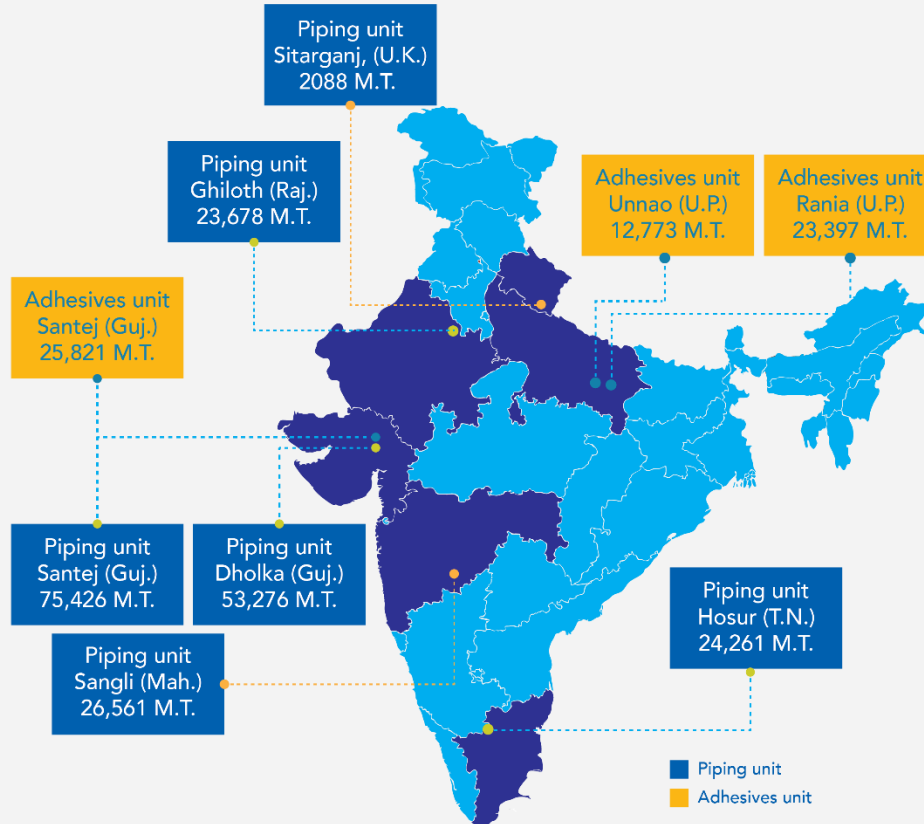 Piping unit
Sitarganj, (U.K.)
2088 M.T.
Piping unit
Ghiloth (Raj.)
23,678 M.T.
Adhesives unit
Unnao (U.P.)
12,773 M.T.
Adhesives unit
Rania (U.P.)
23,397 M.T.
Adhesives unit
Santej (Guj.)
25,821 M.T.
Piping unit
Santej (Guj.)
75,426 M.T.
Piping unit
Dholka (Guj.)
53,276 M.T.
Piping unit
Hosur (T.N.)
24,261 M.T.
Piping unit
Sangli (Mah.)
26,561 M.T.
Piping unit
Adhesives unit